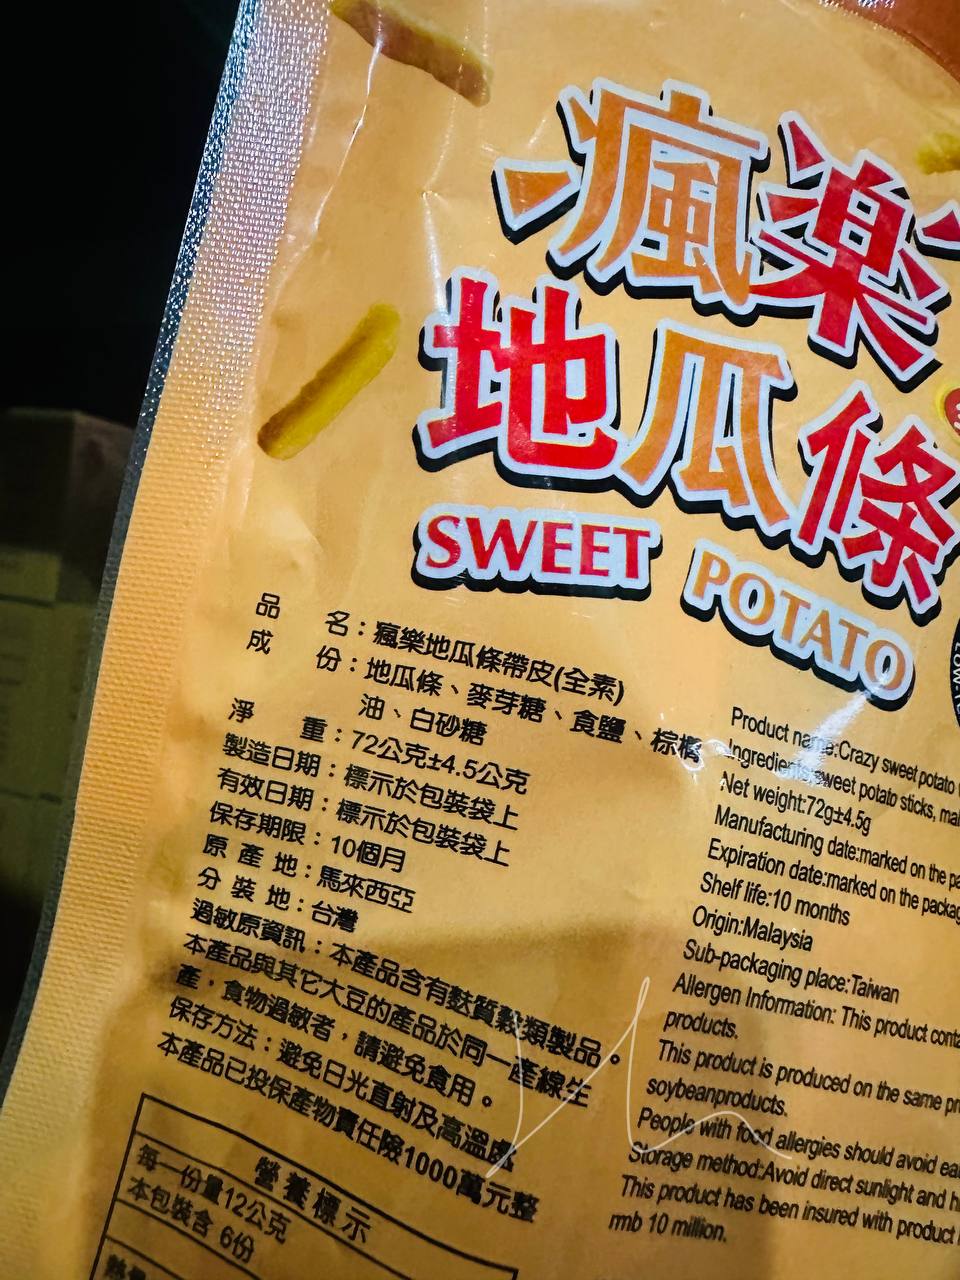 瘋楽
地瓜條
SWEET POTATO
品名：瘋樂地瓜條帶皮(全素)
成份：地瓜條、麥芽糖、食鹽、棕櫚
油、白砂糖
淨重：72公克±4.5公克
製造日期：標示於包裝袋上
有效日期：標示於包裝袋上
保存期限：10個月
原產地：馬來西亞
分裝地：台灣
過敏原資訊：本產品含有麩質穀類製品。
本產品與其它大豆的產品於同一產線生
產，食物過敏者，請避免食用。
保存方法：避免日光直射及高溫處
本產品已投保產物責任險1000萬元整
營養標示
每一份量12公克
本包裝含 6份
Product name:Crazy sweet potato
Ingredients:sweet potato sticks,
Net weight:72g±4.5g
Manufacturing date:marked on the
Expiration date:marked on the
Shelf life:10 months
Origin:Malaysia
Sub-packaging place:Taiwan
Allergen Information: This product
products.
This product is produced on the same
soybeanproducts.
People with food allergies should avoid
Storage method:Avoid direct sunlight and
This product has been insured with product
rmb 10 million.